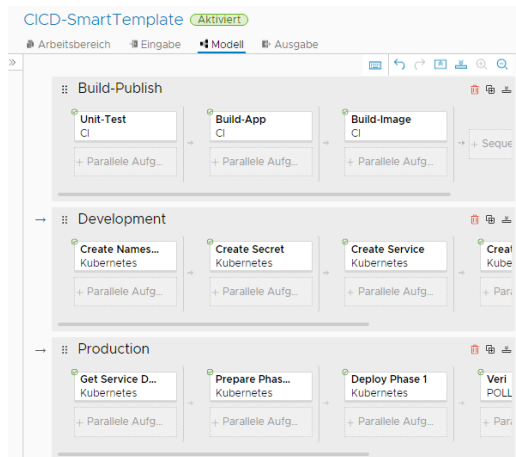 CICD-SmartTemplate Aktiviert
Arbeitsbereich Eingabe Modell Ausgabe
Build-Publish
Unit-Test Build-App Build-Image
CI CI CI
+ Parallele Aufg... + Parallele Aufg... + Parallele Aufg... + Seque
Development
Create Names... Create Secret Create Service Creat
Kubernetes Kubernetes Kubernetes Kube
+ Parallele Aufg... + Parallele Aufg... + Parallele Aufg... + Para
Production
Get Service D... Prepare Phas... Deploy Phase 1 Veri
Kubernetes Kubernetes Kubernetes POLL
+ Parallele Aufg... + Parallele Aufg... + Parallele Aufg... + Para